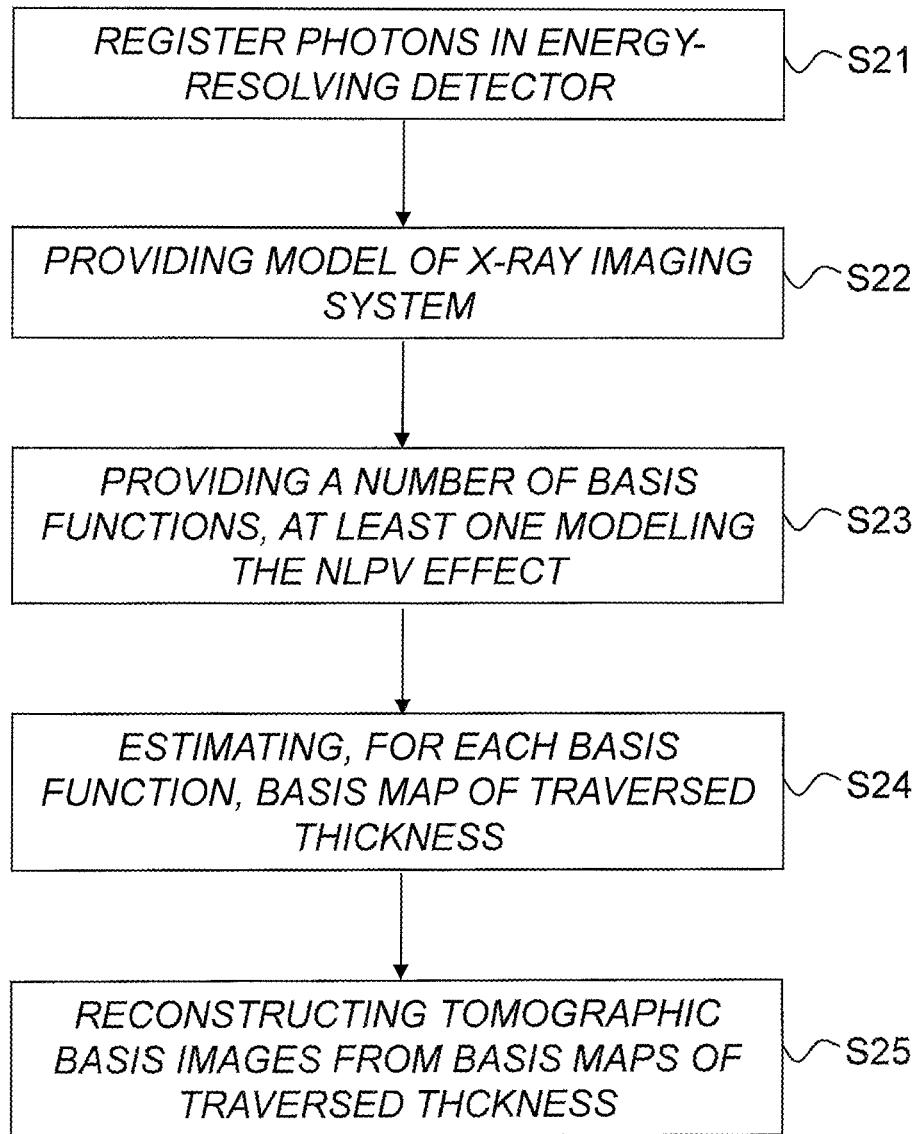 REGISTER PHOTONS IN ENERGY-
RESOLVING DETECTOR
S21
PROVIDING MODEL OF X-RAY IMAGING
SYSTEM
S22
PROVIDING A NUMBER OF BASIS
FUNCTIONS, AT LEAST ONE MODELING
THE NLPV EFFECT
S23
ESTIMATING, FOR EACH BASIS
FUNCTION, BASIS MAP OF TRAVERSED
THICKNESS
S24
RECONSTRUCTING TOMOGRAPHIC
BASIS IMAGES FROM BASIS MAPS OF
TRAVERSED THCKNESS
S25